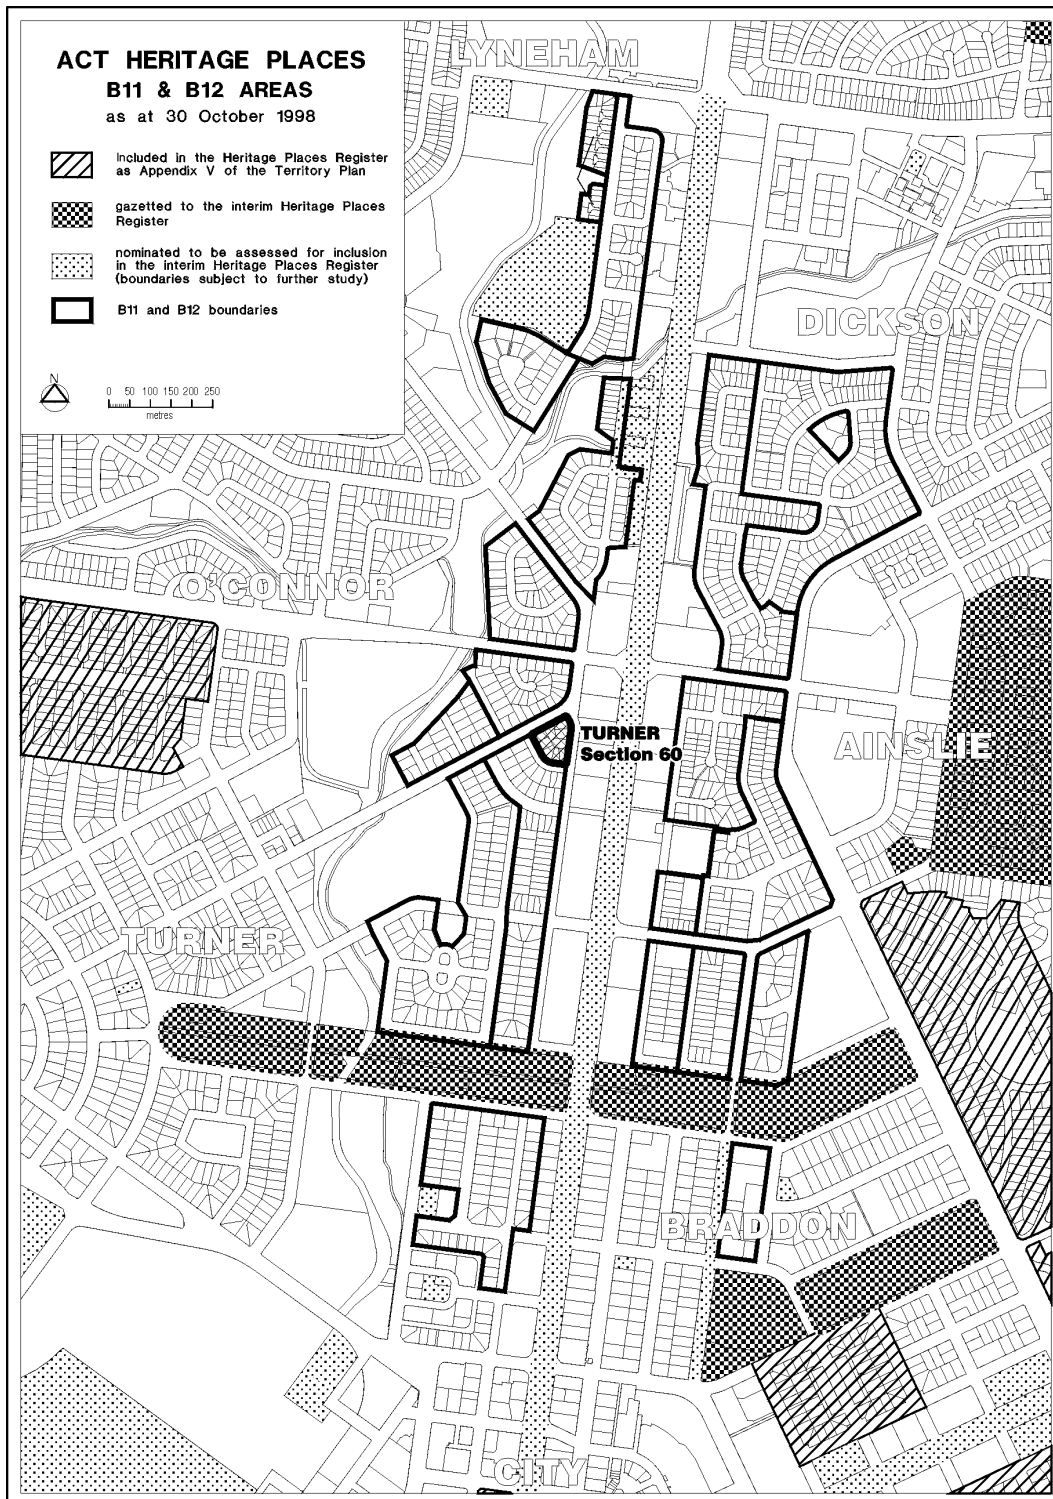 ACT HERITAGE PLACES
B11 & B12 AREAS
as at 30 October 1998
Included in the Heritage Places Register
as Appendix V of the Territory Plan
gazetted to the interim Heritage Places
Register
nominated to be assessed for inclusion
in the interim Heritage Places Register
(boundaries subject to further study)
B11 and B12 boundaries
N
0 50 100 150 200 250
metres
LYNEHAM
DICKSON
O'CONNOR
TURNER
Section 60
AINSLIE
TURNER
BRADDON
CITY